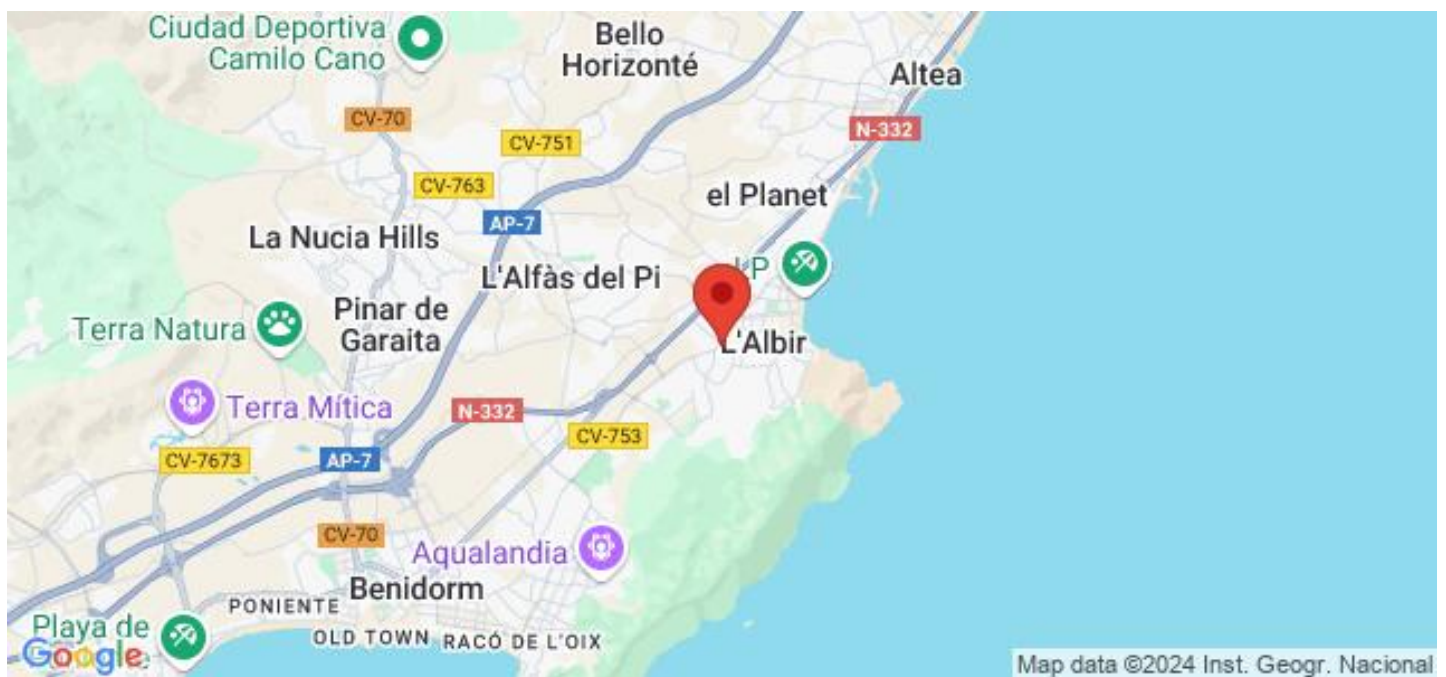 Ciudad Deportiva
Camilo Cano
Bello
Horizonté
Altea
CV-70
N-332
CV-751
CV-763
el Planet
AP-7
La Nucia Hills
L'Alfàs del Pi
P
Pinar de
Garaita
Terra Natura
L'Albir
Terra Mítica
N-332
CV-753
CV-7673
AP-7
CV-70
Aqualandia
Benidorm
PONIENTE
OLD TOWN
RACÓ DE L'OIX
Playa de
Google
Map data ©2024 Inst. Geogr. Nacional